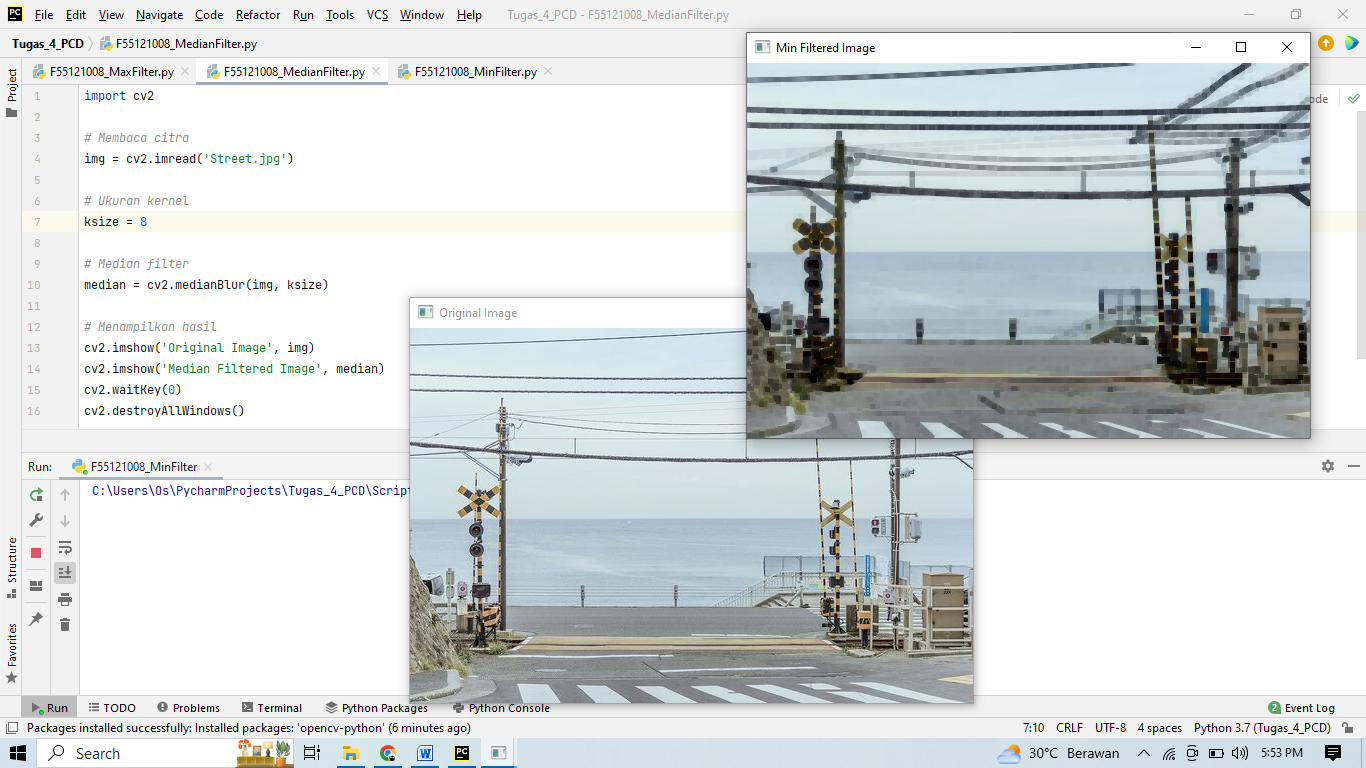 PC File Edit View Navigate Code Refactor Run Tools VCS Window Help Tugas_4_PCD - F55121008_MedianFilter.py
Tugas_4_PCD F55121008_MedianFilter.py
Min Filtered Image
Project
F55121008_MaxFilter.py F55121008_MedianFilter.py F55121008_MinFilter.py
ode
1 import cv2
2
3 # Membaca citra
4 img = cv2.imread('Street.jpg')
5
6 # Ukuran kernel
7 ksize = 8
8
9 # Median filter
10 median = cv2.medianBlur(img, ksize)
11
12 # Menampilkan hasil
13 cv2.imshow('Original Image', img)
14 cv2.imshow('Median Filtered Image', median)
15 cv2.waitKey(0)
16 cv2.destroyAllWindows()
Original Image
Run: F55121008_MinFilter
C:\Users\Os\PycharmProjects\Tugas_4_PCD\Script
Structure
Favorites
Run TODO Problems Terminal Python Packages Python Console 2 Event Log
Packages installed successfully: Installed packages: 'opencv-python' (6 minutes ago) 7:10 CRLF UTF-8 4 spaces Python 3.7 (Tugas_4_PCD)
Search W PC 30°C Berawan 5:53 PM